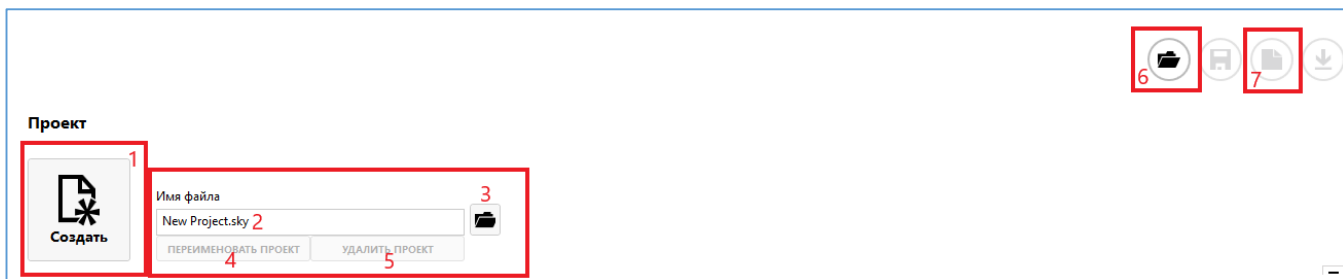 6
7
Проект
1
Создать
Имя файла
3
New Project.sky 2
ПЕРЕИМЕНОВАТЬ ПРОЕКТ УДАЛИТЬ ПРОЕКТ
4 5